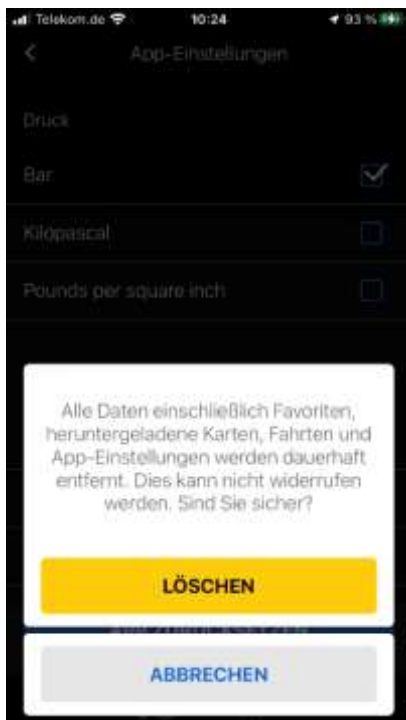 Telekom.de 10:24 93 %
App-Einstellungen
Druck
Bar
Kilopascal
Pounds per square inch
Alle Daten einschließlich Favoriten,
heruntergeladene Karten, Fahrten und
App-Einstellungen werden dauerhaft
entfernt. Dies kann nicht widerrufen
werden. Sind Sie sicher?
LÖSCHEN
ABBRECHEN